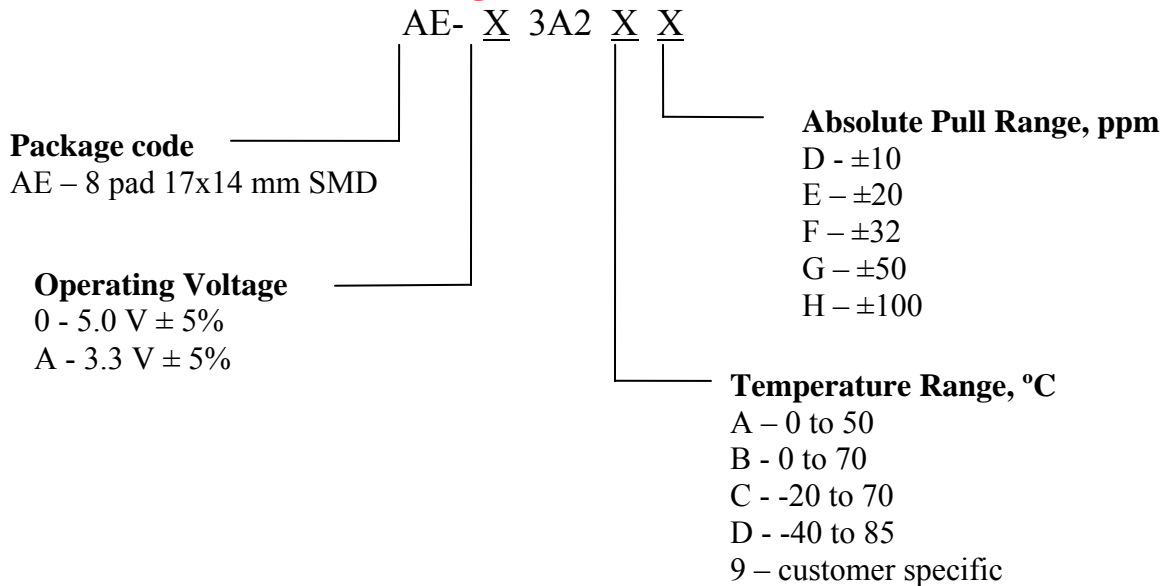 AE- X 3A2 X X
Package code
AE – 8 pad 17x14 mm SMD
Operating Voltage
0 - 5.0 V ± 5%
A - 3.3 V ± 5%
Absolute Pull Range, ppm
D - ±10
E – ±20
F – ±32
G – ±50
H – ±100
Temperature Range, ºC
A – 0 to 50
B - 0 to 70
C - -20 to 70
D - -40 to 85
9 – customer specific